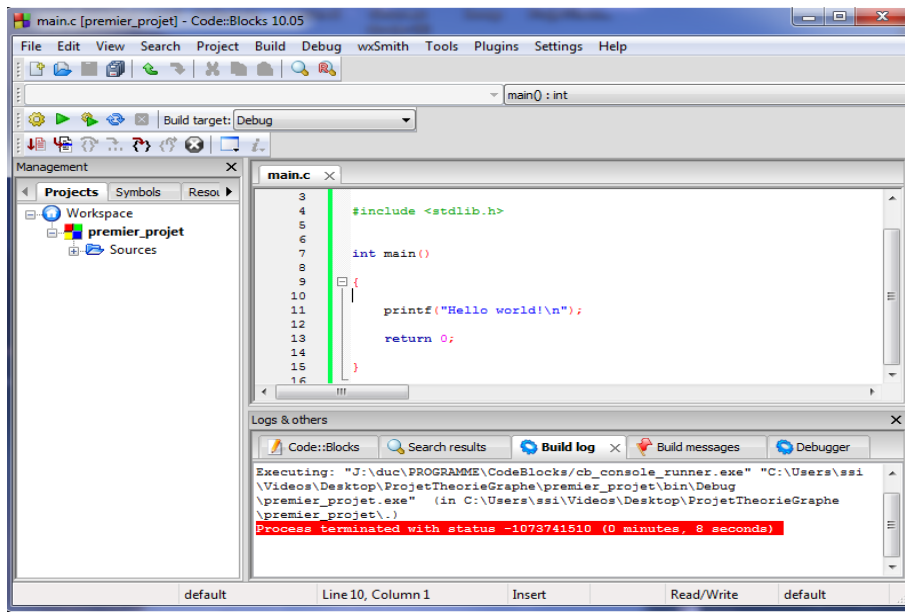 main.c [premier_projet] - Code::Blocks 10.05
File Edit View Search Project Build Debug wxSmith Tools Plugins Settings Help
main() : int
Build target: Debug
Management
main.c
Projects Symbols Resou
Workspace
premier_projet
Sources
3
4 #include <stdlib.h>
5
6
7 int main()
8
9 {
10
11 printf("Hello world!\n");
12
13 return 0;
14
15 }
16
Logs & others
Code::Blocks Search results Build log Build messages Debugger
Executing: "J:\duc\PROGRAMME\CodeBlocks/cb_console_runner.exe" "C:\Users\ssi
\Videos\Desktop\ProjetTheorieGraphe\premier_projet\bin\Debug
\premier_projet.exe" (in C:\Users\ssi\Videos\Desktop\ProjetTheorieGraphe
\premier_projet\.)
Process terminated with status -1073741510 (0 minutes, 8 seconds)
default Line 10, Column 1 Insert Read/Write default